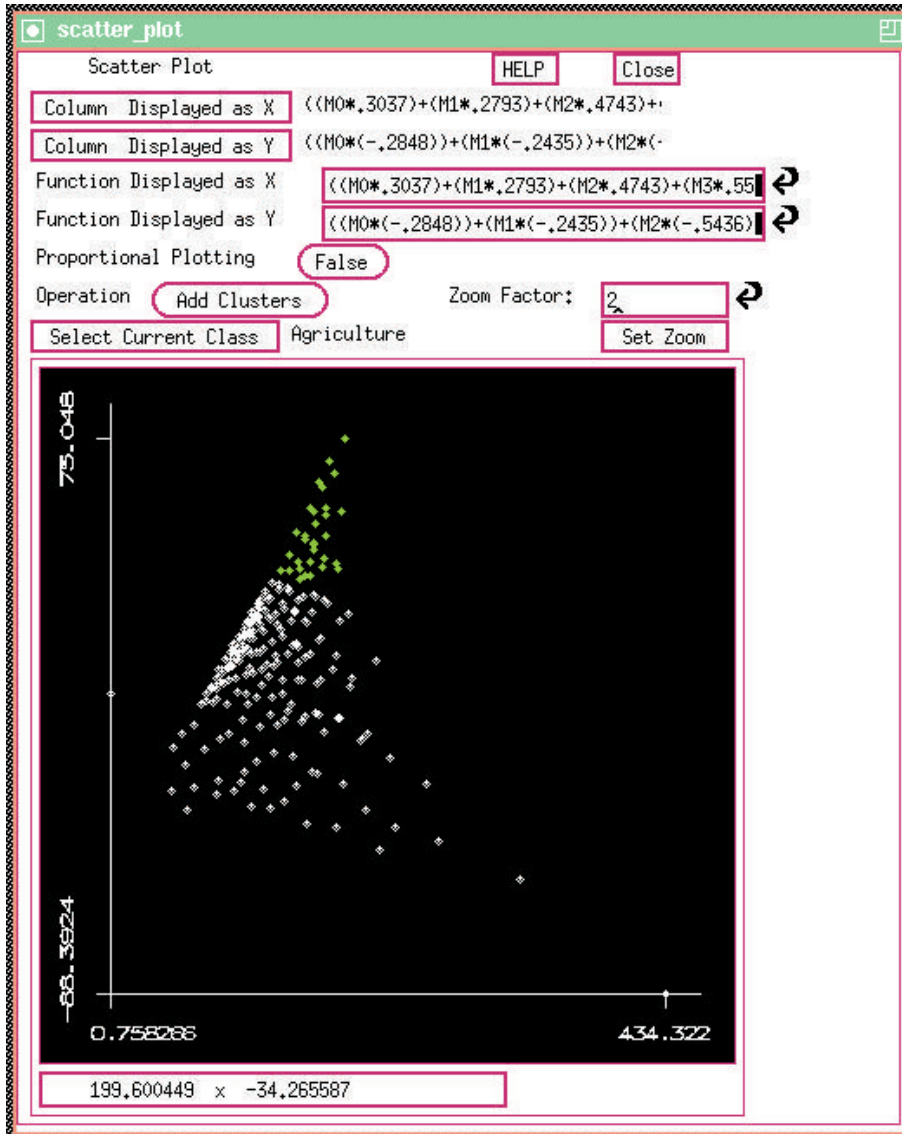 scatter_plot
Scatter Plot HELP Close
Column Displayed as X ((M0*.3037)+(M1*.2793)+(M2*.4743)+
Column Displayed as Y ((M0*(-.2848))+(M1*(-.2435))+(M2*(-
Function Displayed as X ((M0*.3037)+(M1*.2793)+(M2*.4743)+(M3*.55
Function Displayed as Y ((M0*(-.2848))+(M1*(-.2435))+(M2*(-.5436)
Proportional Plotting False
Operation Add Clusters Zoom Factor: 2
Select Current Class Agriculture Set Zoom
75.048
-88.3924
0.758286 434.322
199.600449 x -34.265587